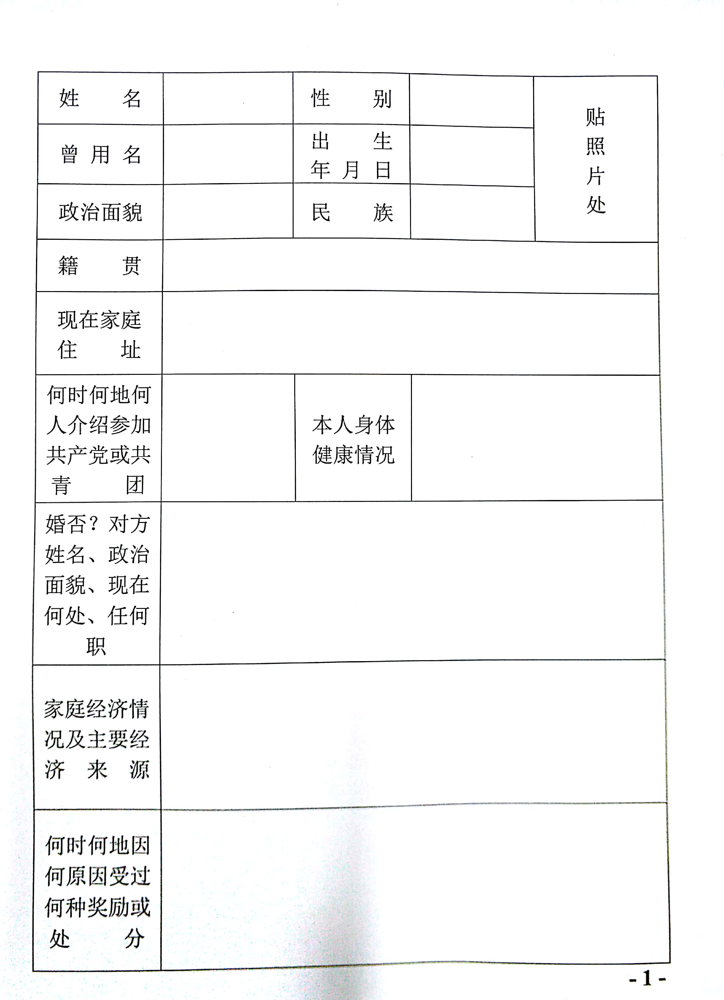 姓 名
性 别
贴
照
片
处
曾 用 名
出 生
年 月 日
政治面貌
民 族
籍 贯
现在家庭
住 址
何时何地何
人介绍参加
共产党或共
青 团
本人身体
健康情况
婚否？对方
姓名、政治
面貌、现在
何处、任何
职
家庭经济情
况及主要经
济 来 源
何时何地因
何原因受过
何种奖励或
处 分
- 1 -